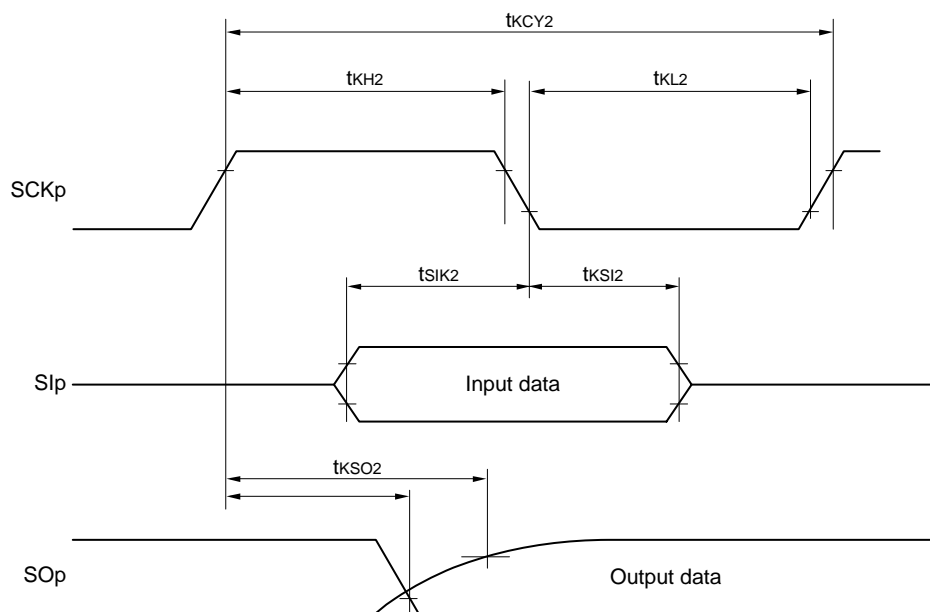 tKCY2
tKH2
tKL2
SCKp
tSIK2
tKSI2
SIp
Input data
tKSO2
SOp
Output data